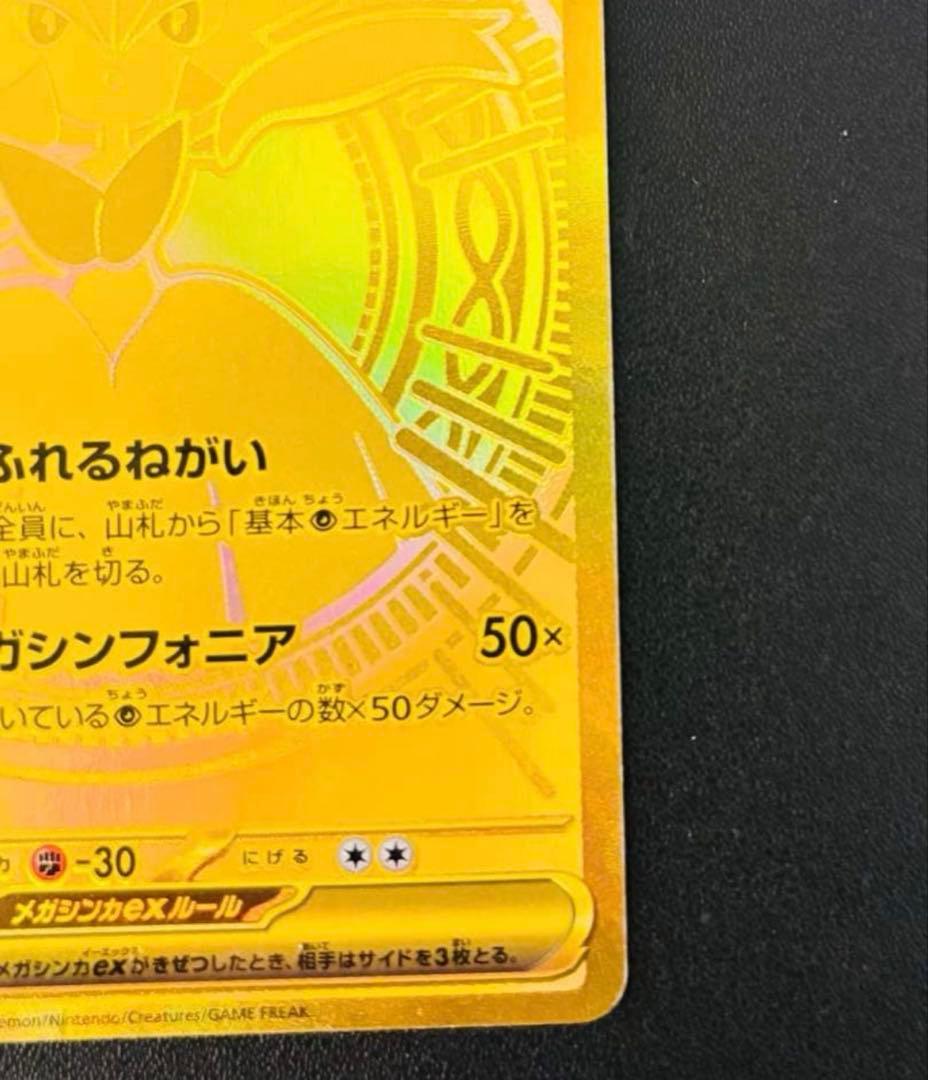 ふれるねがい
全員に、山札から「基本エネルギー」を
山札を切る。
ガシンフォニア 50×
いているエネルギーの数×50ダメージ。
-30 にげる
メガシンカexルール
メガシンカexがきぜつしたとき、相手はサイドを3枚とる。
emon/Nintendo/Creatures/GAME FREAK